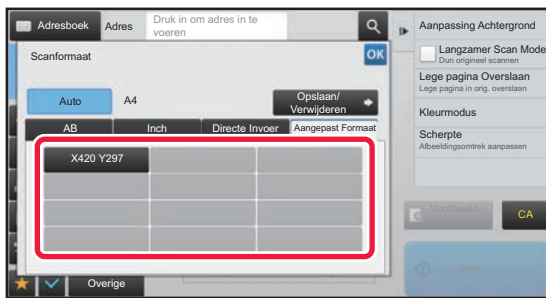 Adresboek
Adres
Druk in om adres in te
voeren
Aanpassing Achtergrond
Scanformaat
OK
Langzamer Scan Mode
Dun origineel scannen
Auto
A4
Opslaan/
Verwijderen
Lege pagina Overslaan
Lege pagina in orig. overslaan
AB
Inch
Directe Invoer
Aangepast Formaat
Kleurmodus
X420 Y297
Scherpte
Afbeeldingsomtrek aanpassen
CA
Start
Overige